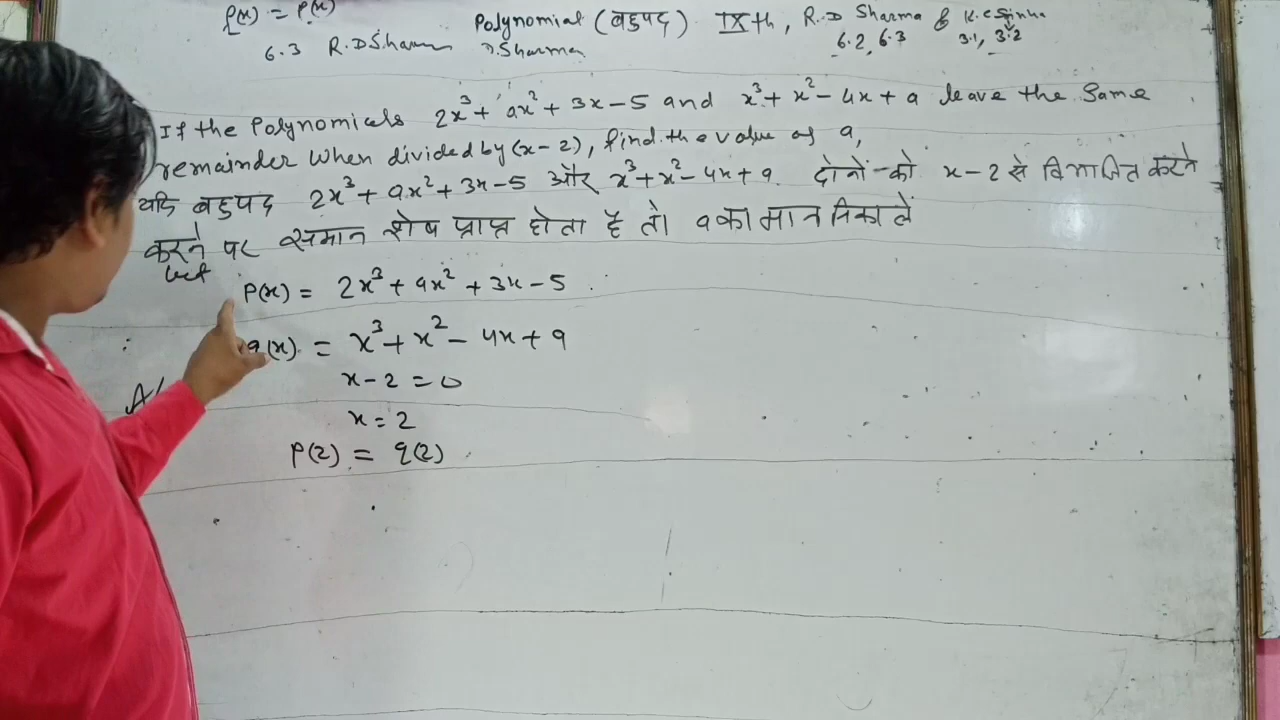 P(x) = P(x) Polynomial (बहुपद) IXth, R.D Sharma & K.C Sinha
6.3 R.D Sharma D.Sharma 6.2, 6.3 3.1, 3.2
If the Polynomials 2x³ + ax² + 3x - 5 and x³ + x² - 4x + a leave the Same
remainder When divided by (x - 2), find the value of a,
यदि बहुपद 2x³ + ax² + 3x - 5 और x³ + x² - 4x + a दोनों को x - 2 से विभाजित करने
करने पर समान शेष प्राप्त होता है तो a का मान निकालें
let
P(x) = 2x³ + ax² + 3x - 5
q(x) = x³ + x² - 4x + a
x - 2 = 0
x = 2
P(2) = q(2)